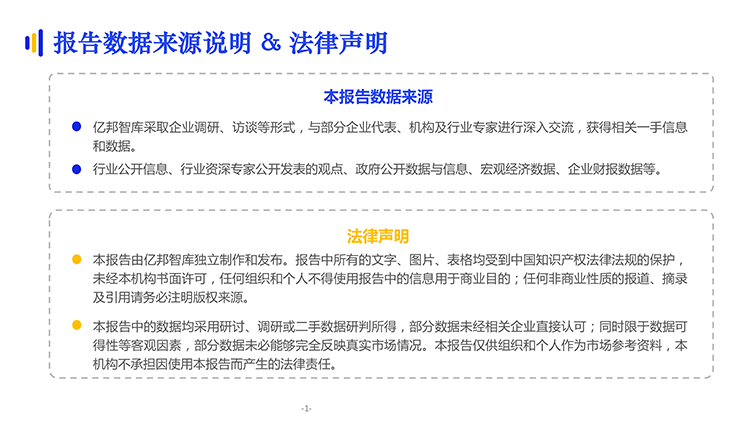 报告数据来源说明 & 法律声明
本报告数据来源
亿邦智库采取企业调研、访谈等形式，与部分企业代表、机构及行业专家进行深入交流，获得相关一手信息
和数据。
行业公开信息、行业资深专家公开发表的观点、政府公开数据与信息、宏观经济数据、企业财报数据等。
法律声明
本报告由亿邦智库独立制作和发布。报告中所有的文字、图片、表格均受到中国知识产权法律法规的保护，
未经本机构书面许可，任何组织和个人不得使用报告中的信息用于商业目的；任何非商业性质的报道、摘录
及引用请务必注明版权来源。
本报告中的数据均采用研讨、调研或二手数据研判所得，部分数据未经相关企业直接认可；同时限于数据可
得性等客观因素，部分数据未必能够完全反映真实市场情况。本报告仅供组织和个人作为市场参考资料，本
机构不承担因使用本报告而产生的法律责任。
-1-